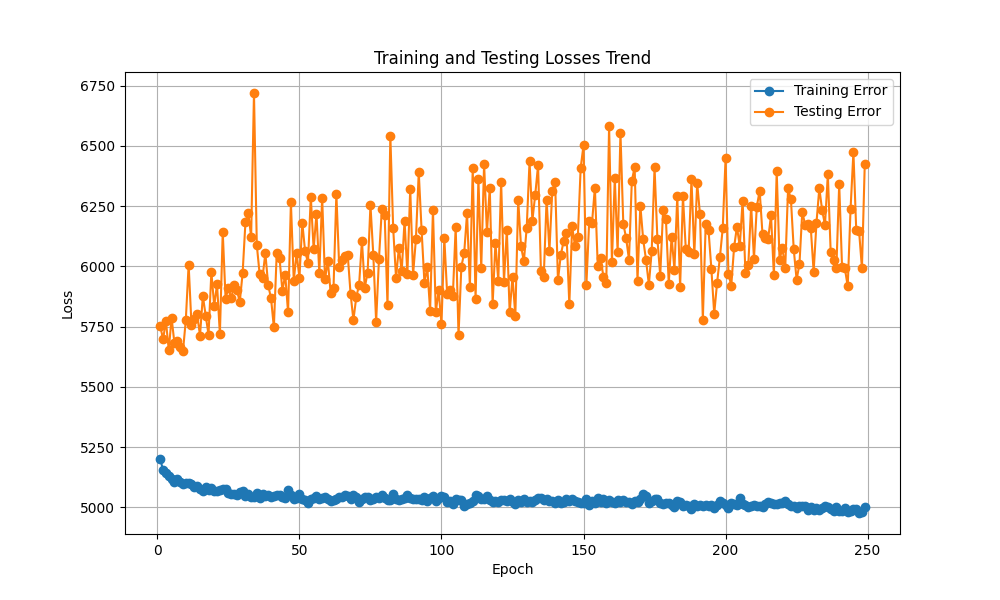 Training and Testing Losses Trend
Training Error
Testing Error
6750
6500
6250
6000
5750
5500
5250
5000
Loss
0 50 100 150 200 250
Epoch